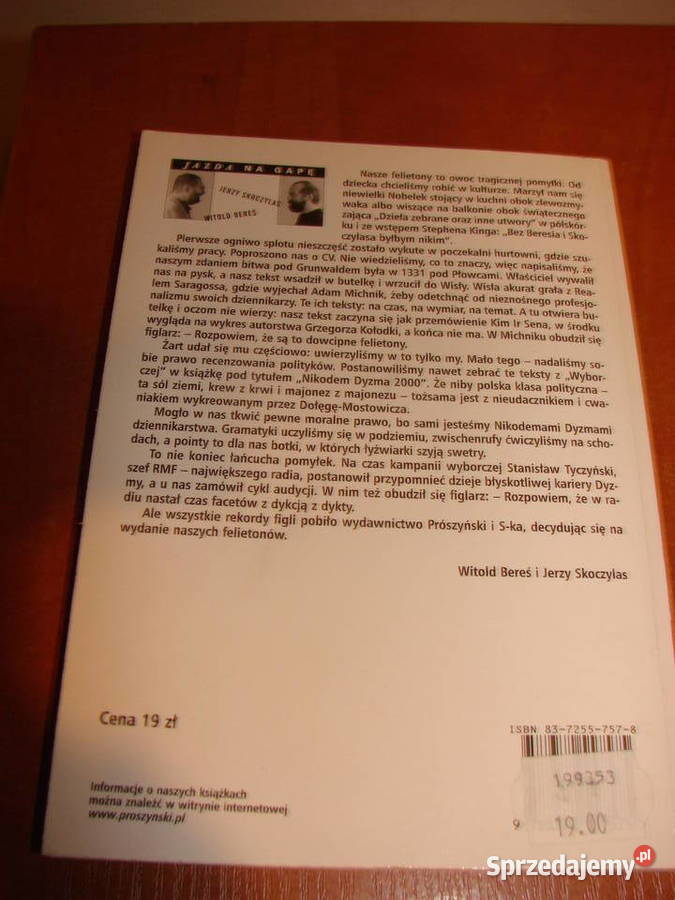 JAZDA NA GAPĘ
JERZY SKOCZYLAS
WITOLD BEREŚ
Nasze felietony to owoc tragicznej pomyłki. Od
dziecka chcieliśmy robić w kulturze. Marzył nam się
niewielki Nobelek stojący w kuchni obok zlewozmy-
waka albo wiszące na balkonie obok świątecznego
zająca „Dzieła zebrane oraz inne utwory” w półskór-
ku i ze wstępem Stephena Kinga: „Bez Beresia i Sko-
czylasa byłbym nikim”.
Pierwsze ogniwo splotu nieszczęść zostało wykute w poczekalni hurtowni, gdzie szu-
kaliśmy pracy. Poproszono nas o CV. Nie wiedzieliśmy, co to znaczy, więc napisaliśmy, że
naszym zdaniem bitwa pod Grunwaldem była w 1331 pod Płowcami. Właściciel wywalił
nas na pysk, a nasz tekst wsadził w butelkę i wrzucił do Wisły. Wisła akurat grała z Rea-
lem Saragossa, gdzie wyjechał Adam Michnik, żeby odetchnąć od nieznośnego profesjo-
nalizmu swoich dziennikarzy. Te ich teksty: na czas, na wymiar, na temat. A tu otwiera bu-
telkę i oczom nie wierzy: nasz tekst zaczyna się jak przemówienie Kim Ir Sena, w środku
wygląda na wykres autorstwa Grzegorza Kołodki, a końca nie ma. W Michniku obudził się
figlarz: – Rozpowiem, że są to dowcipne felietony.
Żart udał się mu częściowo: uwierzyliśmy w to tylko my. Mało tego – nadaliśmy so-
bie prawo recenzowania polityków. Postanowiliśmy nawet zebrać te teksty z „Wybor-
czej” w książkę pod tytułem „Nikodem Dyzma 2000”. Że niby polska klasa polityczna –
ta sól ziemi, krew z krwi i majonez z majonezu – tożsama jest z nieudacznikiem i cwa-
niakiem wykreowanym przez Dołęgę-Mostowicza.
Mogło w nas tkwić pewne moralne prawo, bo sami jesteśmy Nikodemami Dyzmami
dziennikarstwa. Gramatyki uczyliśmy się w podziemiu, zwischenrufy ćwiczyliśmy na scho-
dach, a pointy to dla nas botki, w których łyżwiarki szyją swetry.
To nie koniec łańcucha pomyłek. Na czas kampanii wyborczej Stanisław Tyczyński,
szef RMF – największego radia, postanowił przypomnieć dzieje błyskotliwej kariery Dyz-
my, a u nas zamówił cykl audycji. W nim też obudził się figlarz: – Rozpowiem, że w ra-
diu nastał czas facetów z dykcją z dykty.
Ale wszystkie rekordy figli pobiło wydawnictwo Prószyński i S-ka, decydując się na
wydanie naszych felietonów.
Witold Bereś i Jerzy Skoczylas
Cena 19 zł
ISBN 83-7255-757-8
199353
9
19.00
Informacje o naszych książkach
można znaleźć w witrynie internetowej
www.proszynski.pl
Sprzedajemy.pl